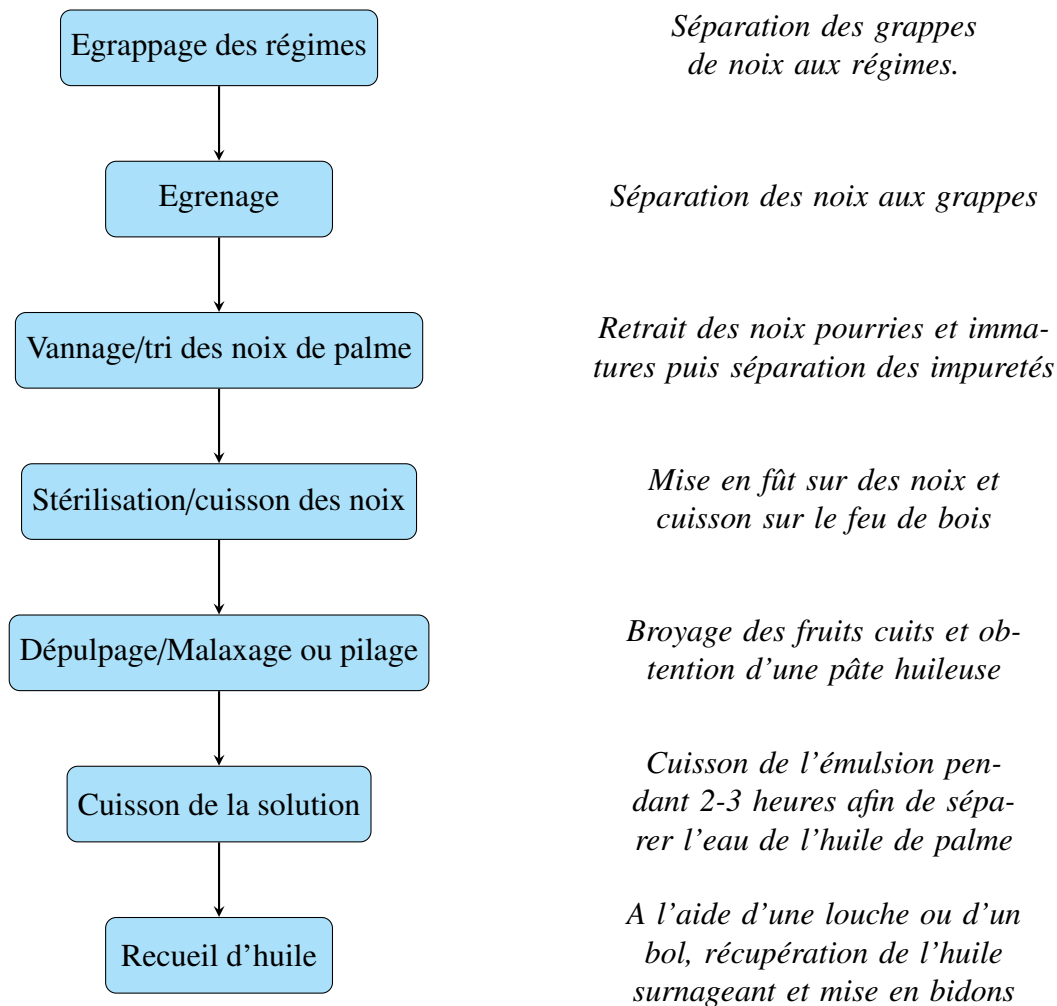 Egrappage des régimes
Séparation des grappes
de noix aux régimes.
Egrenage
Séparation des noix aux grappes
Vannage/tri des noix de palme
Retrait des noix pourries et imma-
tures puis séparation des impuretés
Stérilisation/cuisson des noix
Mise en fût sur des noix et
cuisson sur le feu de bois
Dépulpage/Malaxage ou pilage
Broyage des fruits cuits et ob-
tention d'une pâte huileuse
Cuisson de la solution
Cuisson de l'émulsion pen-
dant 2-3 heures afin de sépa-
rer l'eau de l'huile de palme
Recueil d'huile
A l'aide d'une louche ou d'un
bol, récupération de l'huile
surnageant et mise en bidons